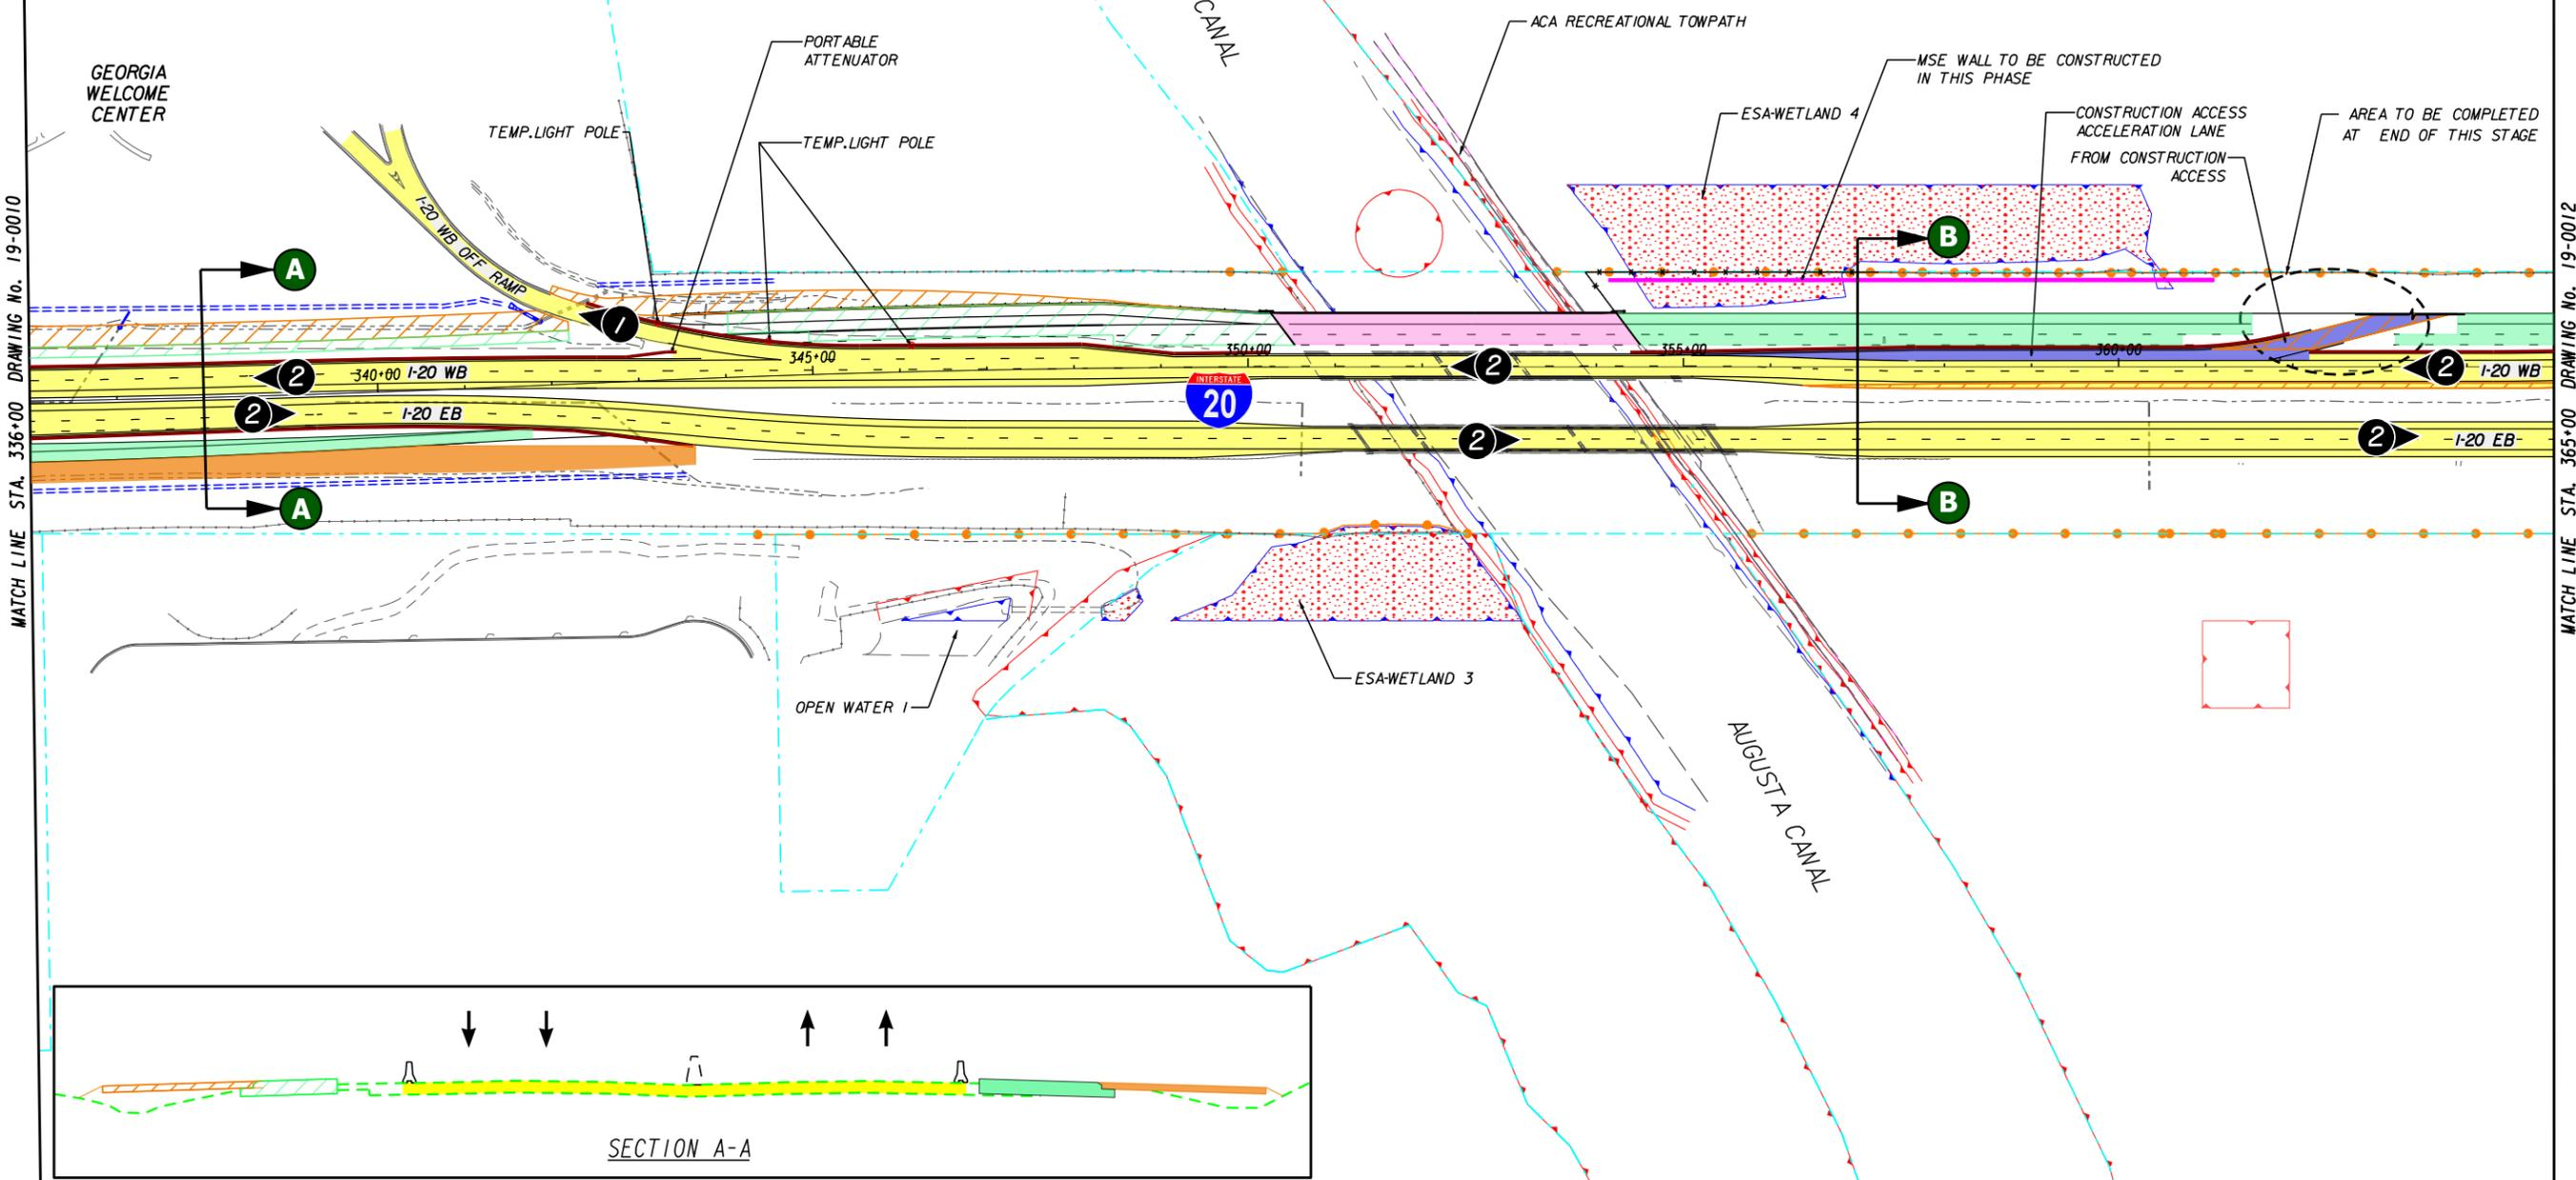 CANAL
ACA RECREATIONAL TOWPATH
PORTABLE
ATTENUATOR
MSE WALL TO BE CONSTRUCTED
IN THIS PHASE
GEORGIA
WELCOME
CENTER
ESA-WETLAND 4
CONSTRUCTION ACCESS
ACCELERATION LANE
AREA TO BE COMPLETED
AT END OF THIS STAGE
TEMP.LIGHT POLE
TEMP.LIGHT POLE
FROM CONSTRUCTION
ACCESS
MATCH LINE STA. 336+00 DRAWING No. 19-0010
MATCH LINE STA. 365+00 DRAWING No. 19-0012
I-20 WB OFF RAMP
A
B
1
345+00
350+00
355+00
360+00
2
340+00
I-20 WB
2
2
I-20 WB
INTERSTATE
20
2
I-20 EB
2
2
I-20 EB
A
B
ESA-WETLAND 3
OPEN WATER 1
AUGUSTA CANAL
SECTION A-A